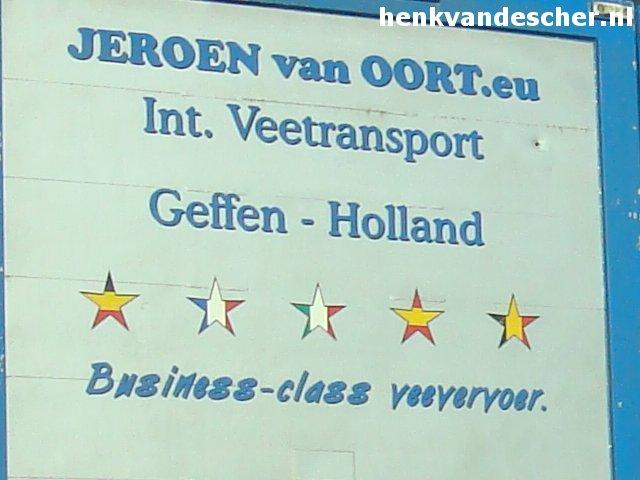 henkvandescher.nl
JEROEN van OORT.eu
Int. Veetransport
Geffen - Holland
Business-class veevervoer.